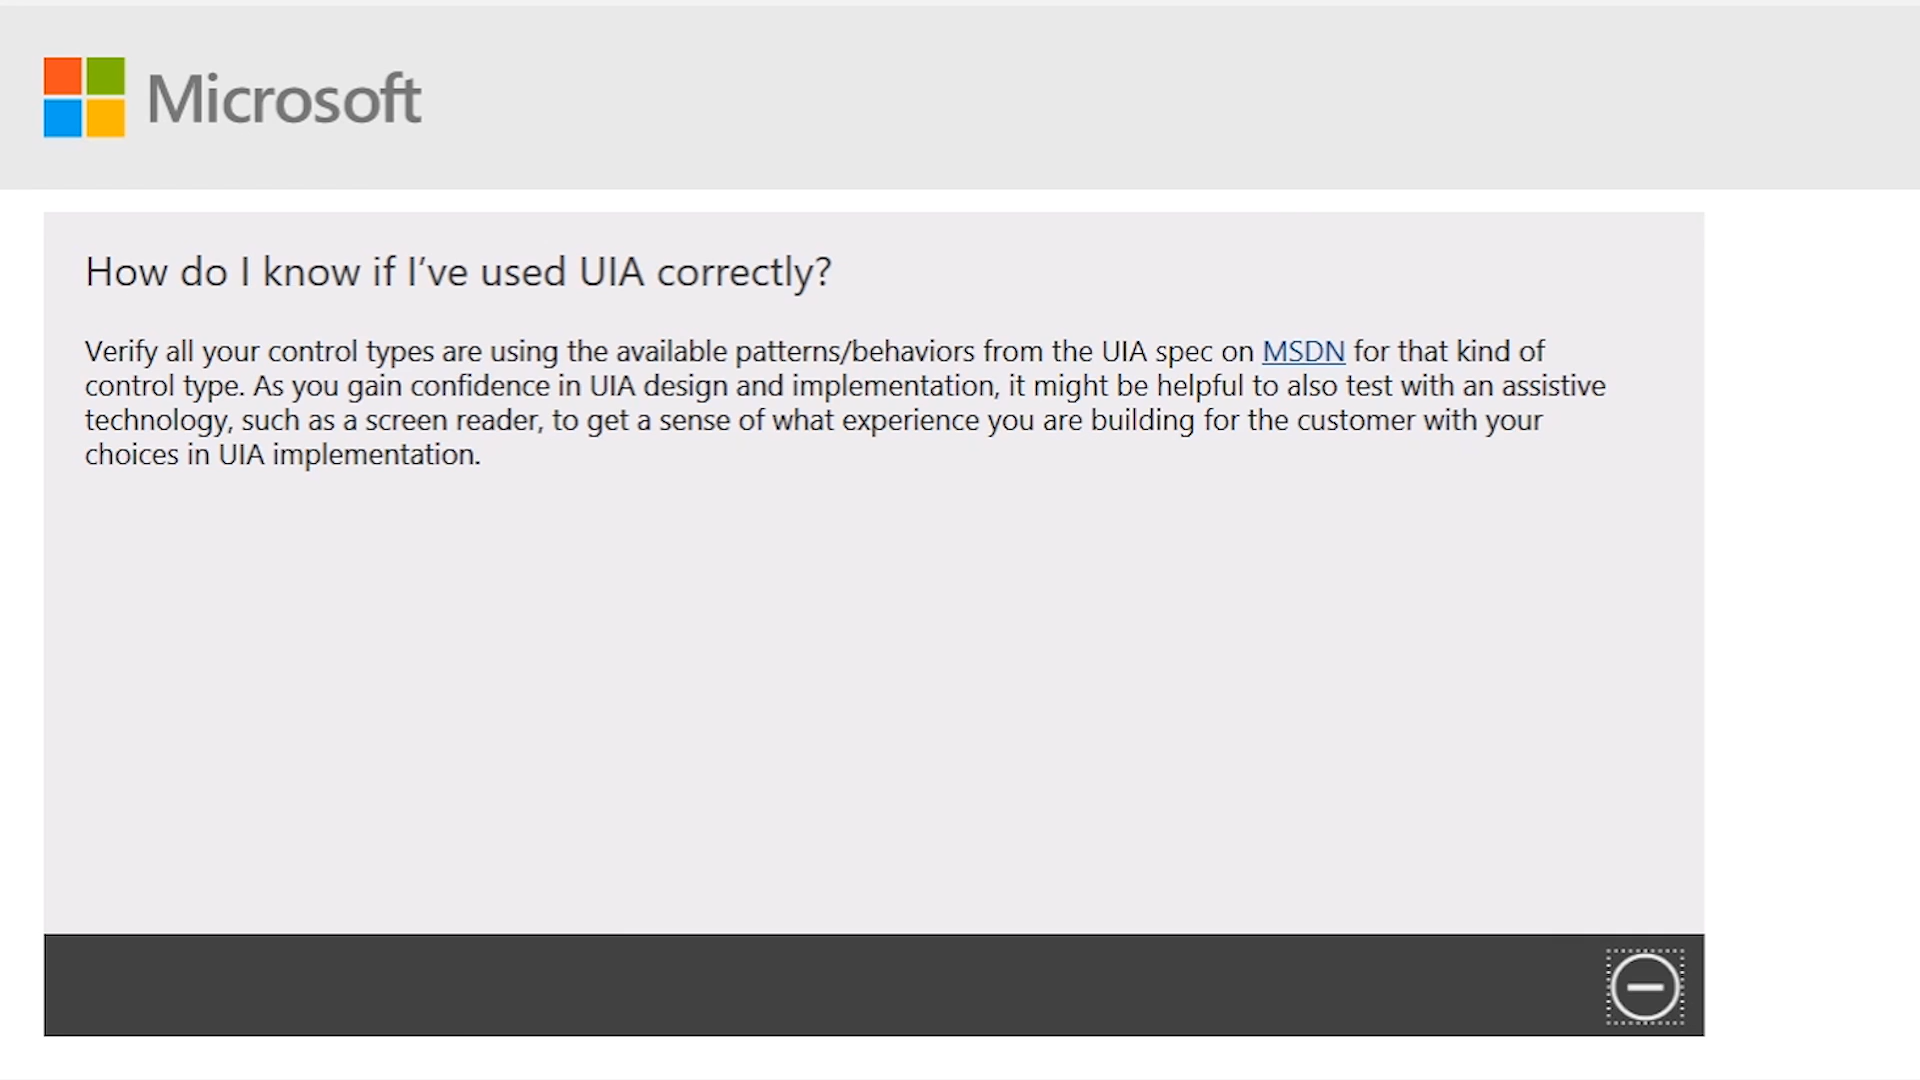 Microsoft
How do I know if I’ve used UIA correctly?
Verify all your control types are using the available patterns/behaviors from the UIA spec on MSDN for that kind of
control type. As you gain confidence in UIA design and implementation, it might be helpful to also test with an assistive
technology, such as a screen reader, to get a sense of what experience you are building for the customer with your
choices in UIA implementation.